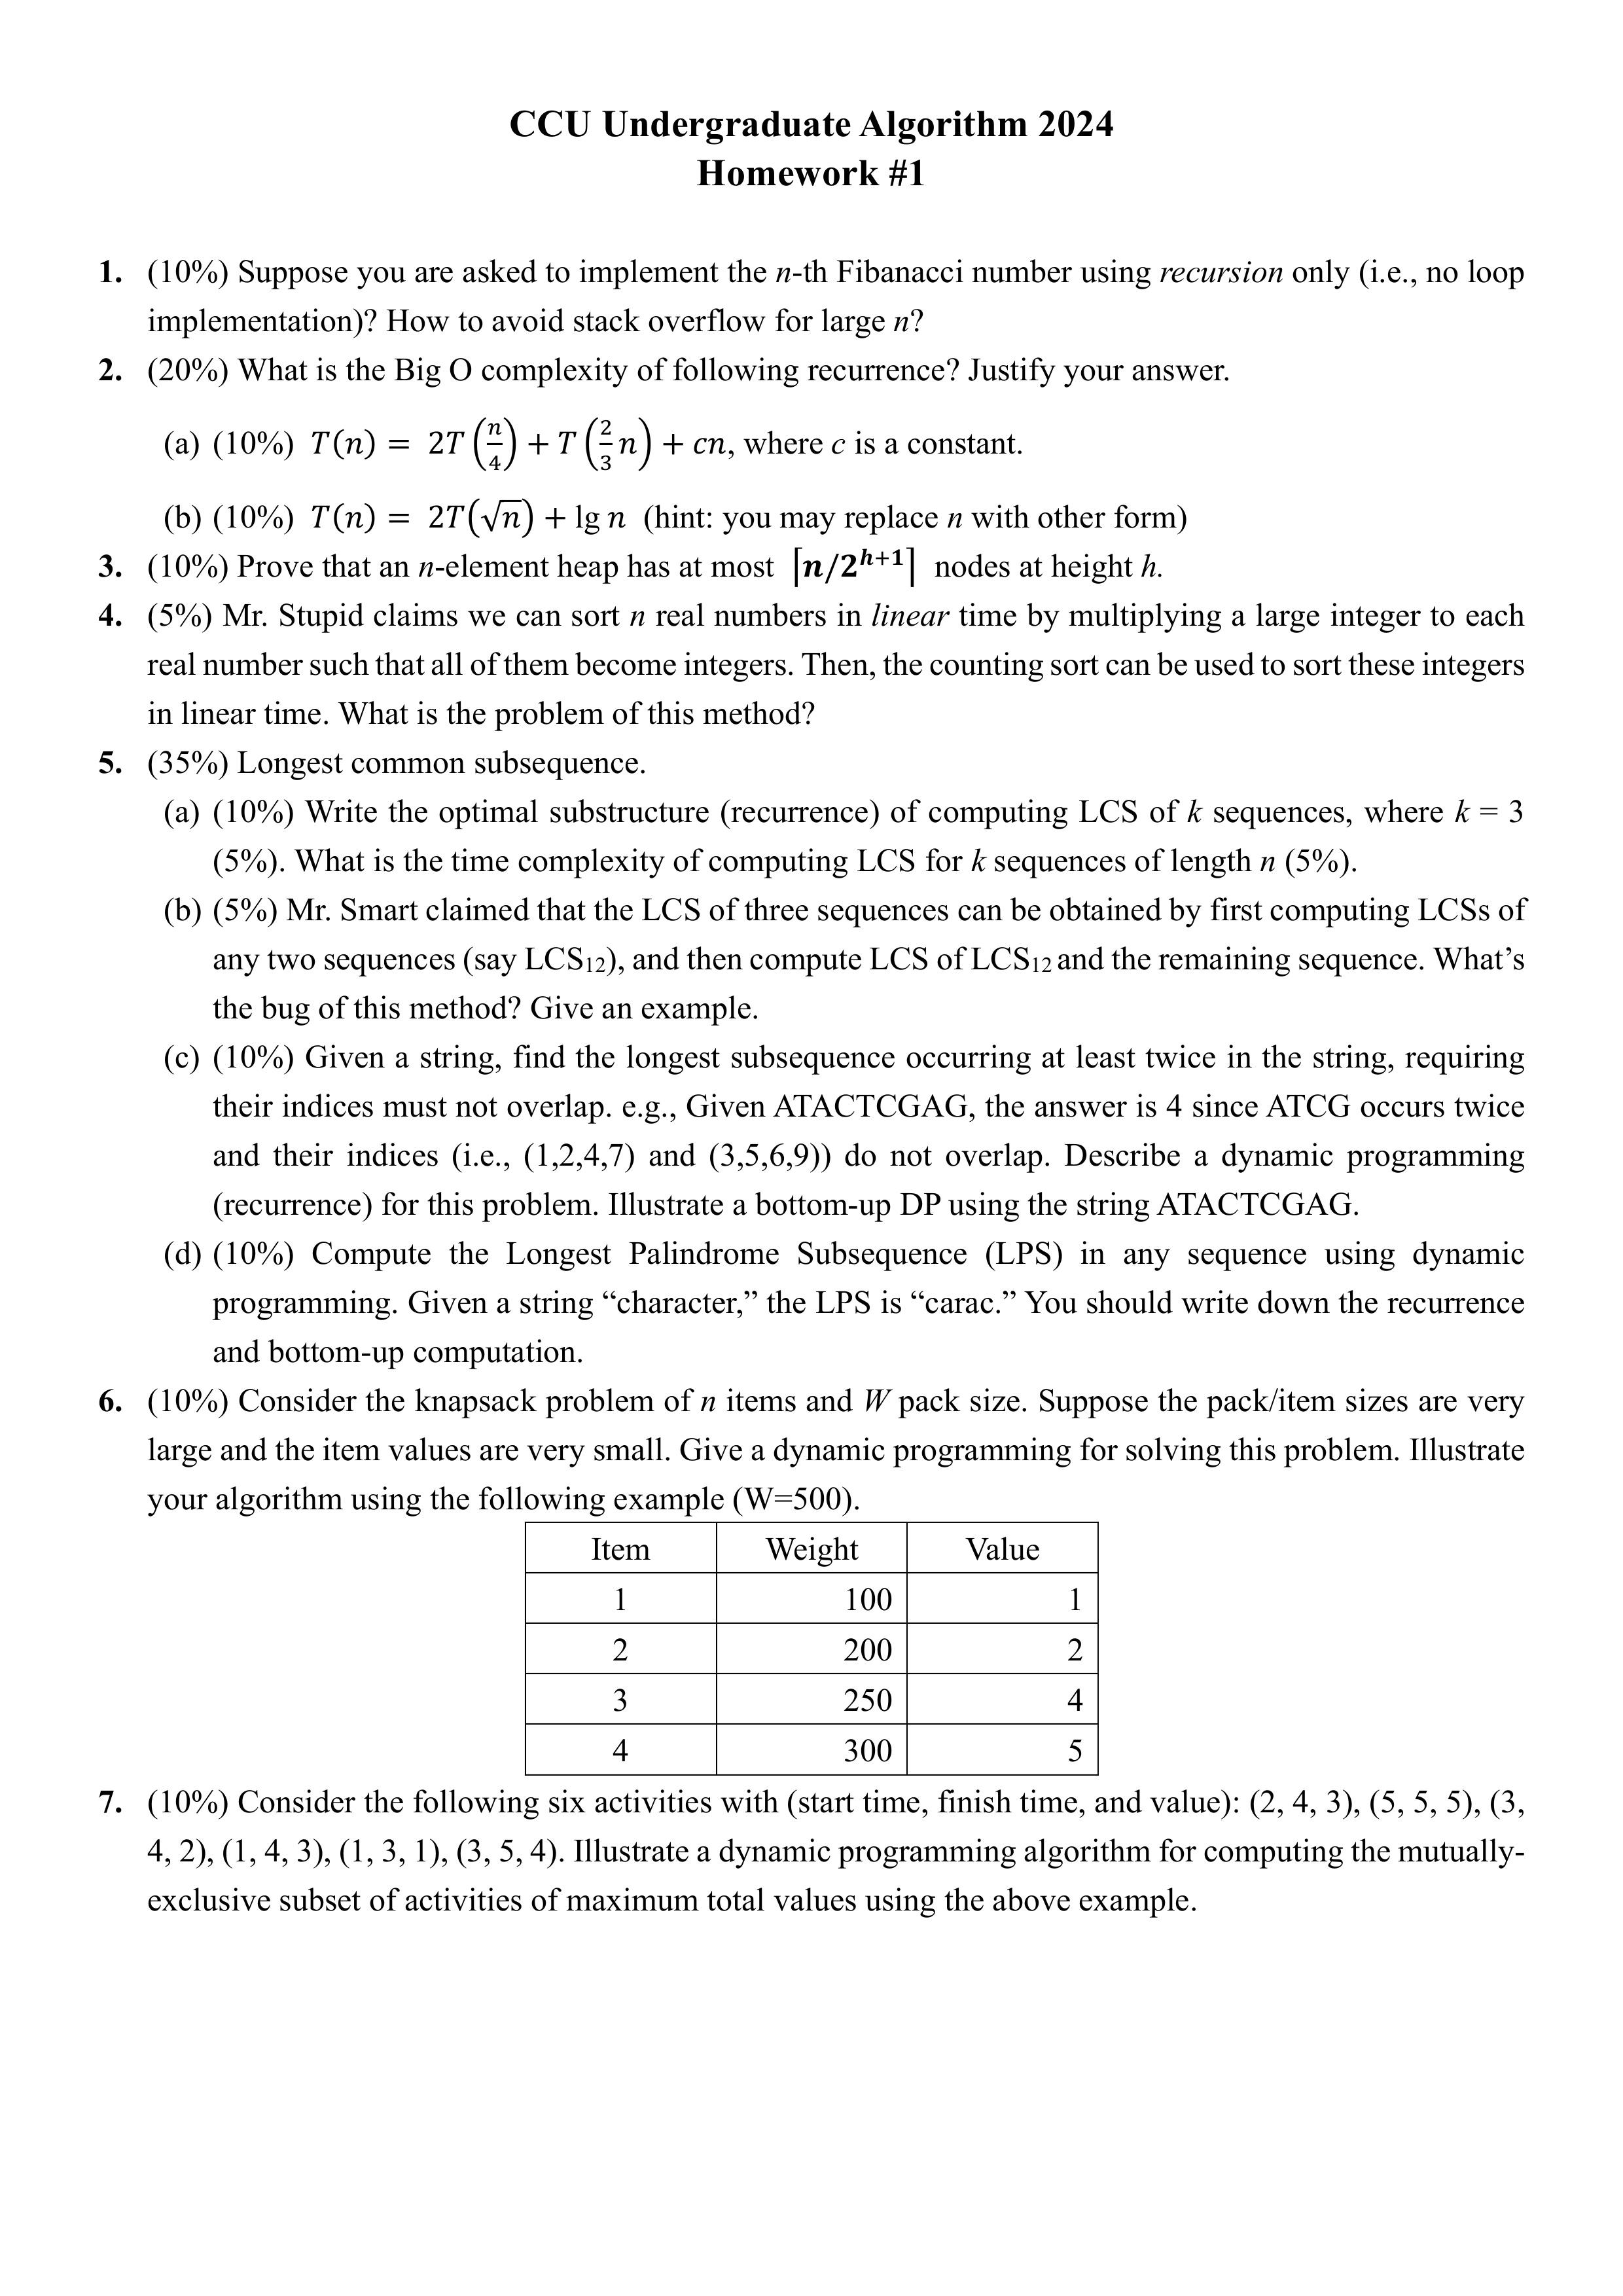 CCU Undergraduate Algorithm 2024
Homework #1
1. (10%) Suppose you are asked to implement the n-th Fibanacci number using recursion only (i.e., no loop
implementation)? How to avoid stack overflow for large n?
2. (20%) What is the Big O complexity of following recurrence? Justify your answer.
(a) (10%) T(n) = 2T(n/4) + T(2/3 n) + cn, where c is a constant.
(b) (10%) T(n) = 2T(√n) + lg n (hint: you may replace n with other form)
3. (10%) Prove that an n-element heap has at most ⌈n/2^{h+1}⌉ nodes at height h.
4. (5%) Mr. Stupid claims we can sort n real numbers in linear time by multiplying a large integer to each
real number such that all of them become integers. Then, the counting sort can be used to sort these integers
in linear time. What is the problem of this method?
5. (35%) Longest common subsequence.
(a) (10%) Write the optimal substructure (recurrence) of computing LCS of k sequences, where k = 3
(5%). What is the time complexity of computing LCS for k sequences of length n (5%).
(b) (5%) Mr. Smart claimed that the LCS of three sequences can be obtained by first computing LCSs of
any two sequences (say LCS₁₂), and then compute LCS of LCS₁₂ and the remaining sequence. What’s
the bug of this method? Give an example.
(c) (10%) Given a string, find the longest subsequence occurring at least twice in the string, requiring
their indices must not overlap. e.g., Given ATACTCGAG, the answer is 4 since ATCG occurs twice
and their indices (i.e., (1,2,4,7) and (3,5,6,9)) do not overlap. Describe a dynamic programming
(recurrence) for this problem. Illustrate a bottom-up DP using the string ATACTCGAG.
(d) (10%) Compute the Longest Palindrome Subsequence (LPS) in any sequence using dynamic
programming. Given a string “character,” the LPS is “carac.” You should write down the recurrence
and bottom-up computation.
6. (10%) Consider the knapsack problem of n items and W pack size. Suppose the pack/item sizes are very
large and the item values are very small. Give a dynamic programming for solving this problem. Illustrate
your algorithm using the following example (W=500).
Item Weight Value
1 100 1
2 200 2
3 250 4
4 300 5
7. (10%) Consider the following six activities with (start time, finish time, and value): (2, 4, 3), (5, 5, 5), (3,
4, 2), (1, 4, 3), (1, 3, 1), (3, 5, 4). Illustrate a dynamic programming algorithm for computing the mutually-
exclusive subset of activities of maximum total values using the above example.